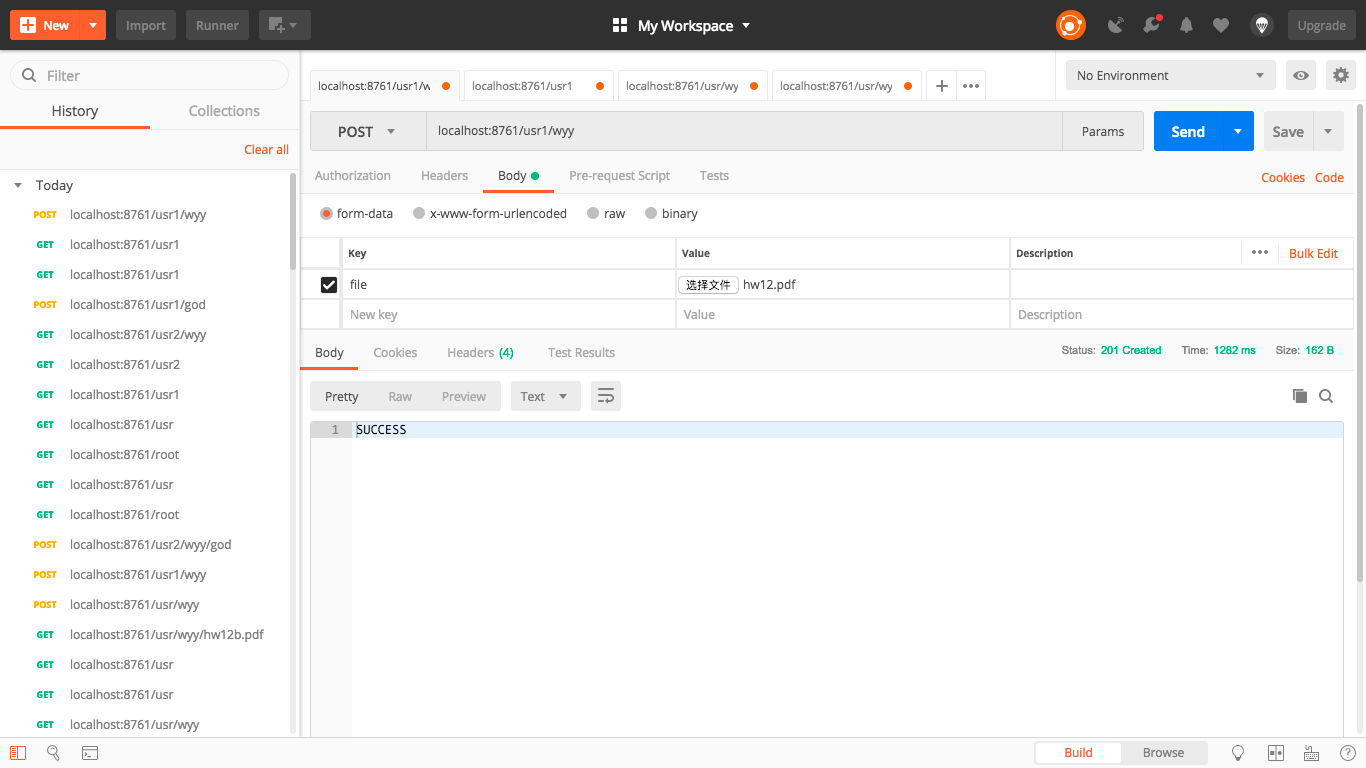 New Import Runner My Workspace Upgrade
Filter
History Collections
Clear all
Today
POST localhost:8761/usr1/wyy
GET localhost:8761/usr1
GET localhost:8761/usr1
POST localhost:8761/usr1/god
GET localhost:8761/usr2/wyy
GET localhost:8761/usr2
GET localhost:8761/usr1
GET localhost:8761/usr
GET localhost:8761/root
GET localhost:8761/usr
GET localhost:8761/root
POST localhost:8761/usr2/wyy/god
POST localhost:8761/usr1/wyy
POST localhost:8761/usr/wyy
GET localhost:8761/usr/wyy/hw12b.pdf
GET localhost:8761/usr
GET localhost:8761/usr
GET localhost:8761/usr/wyy
localhost:8761/usr1/w localhost:8761/usr1 localhost:8761/usr/wy localhost:8761/usr/wy No Environment
POST localhost:8761/usr1/wyy Params Send Save
Authorization Headers Body Pre-request Script Tests Cookies Code
form-data x-www-form-urlencoded raw binary
Key Value Description Bulk Edit
file 选择文件 hw12.pdf
New key Value Description
Body Cookies Headers (4) Test Results Status: 201 Created Time: 1282 ms Size: 162 B
Pretty Raw Preview Text
1 SUCCESS
Build Browse